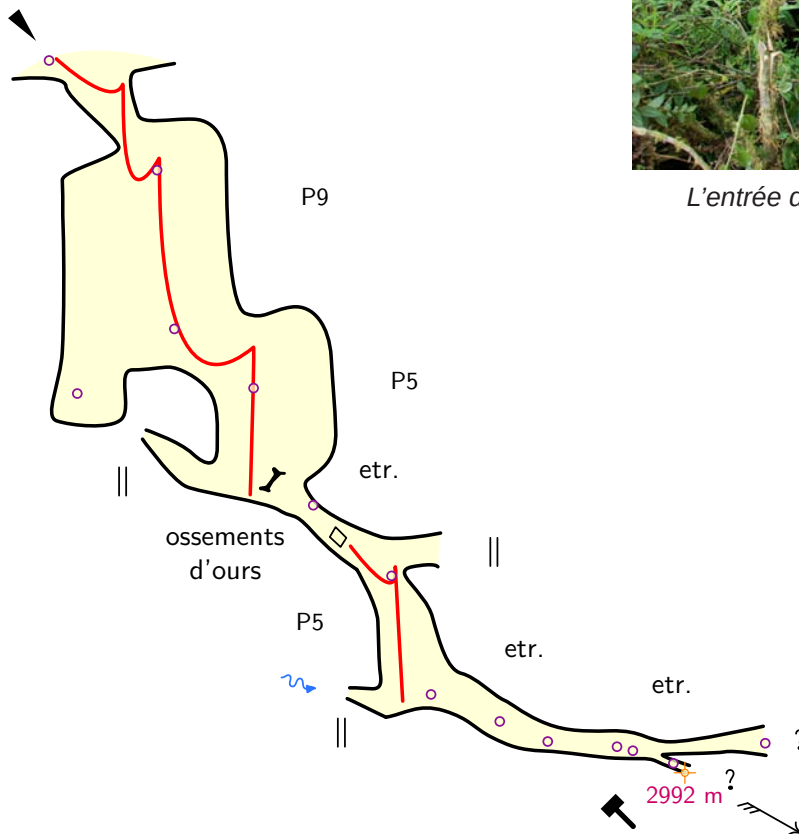 L'entrée d
P9
P5
etr.
||
ossements
d'ours
||
P5
etr.
etr.
||
?
?
2992 m